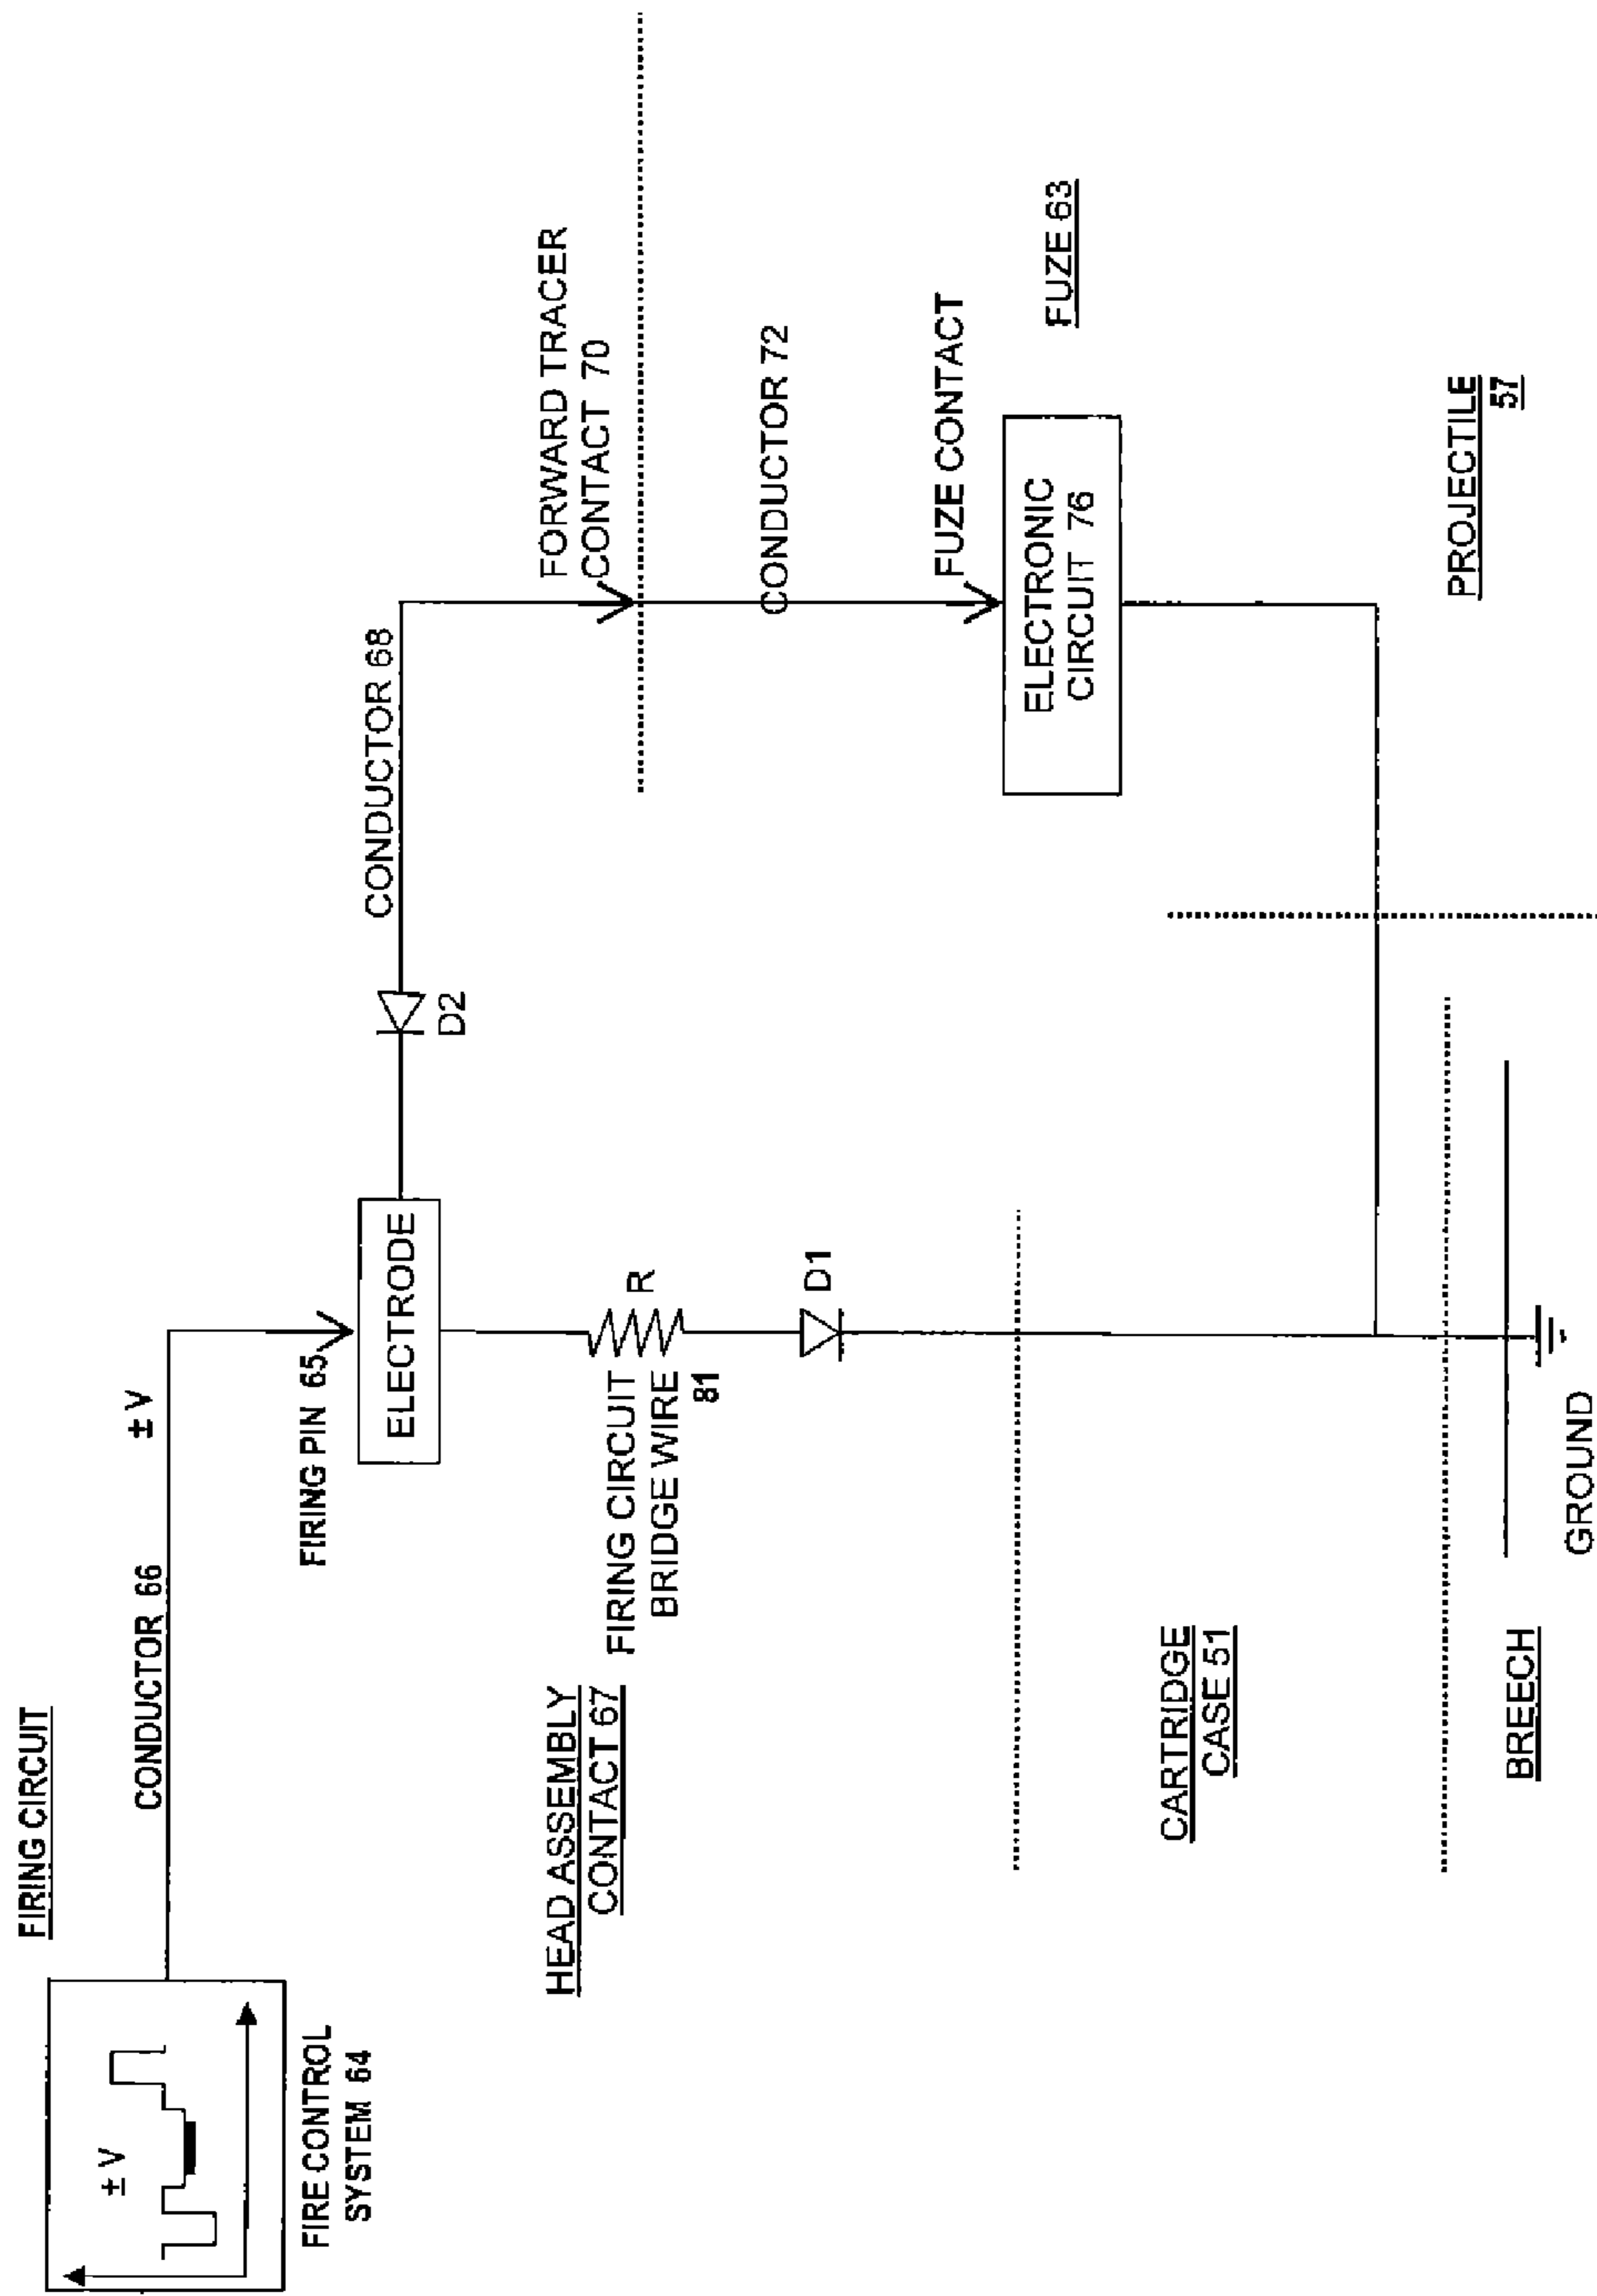 FIRING CIRCUIT
± V
FIRE CONTROL
SYSTEM 64
CONDUCTOR 66
± V
FIRING PIN 65
ELECTRODE
D2
CONDUCTOR 68
FORWARD TRACER
CONTACT 70
HEAD ASSEMBLY
CONTACT 67
FIRING CIRCUIT
BRIDGE WIRE
81
R
D1
CONDUCTOR 72
FUZE CONTACT
ELECTRONIC
CIRCUIT 76
FUZE 63
CARTRIDGE
CASE 51
PROJECTILE
57
BREECH
GROUND